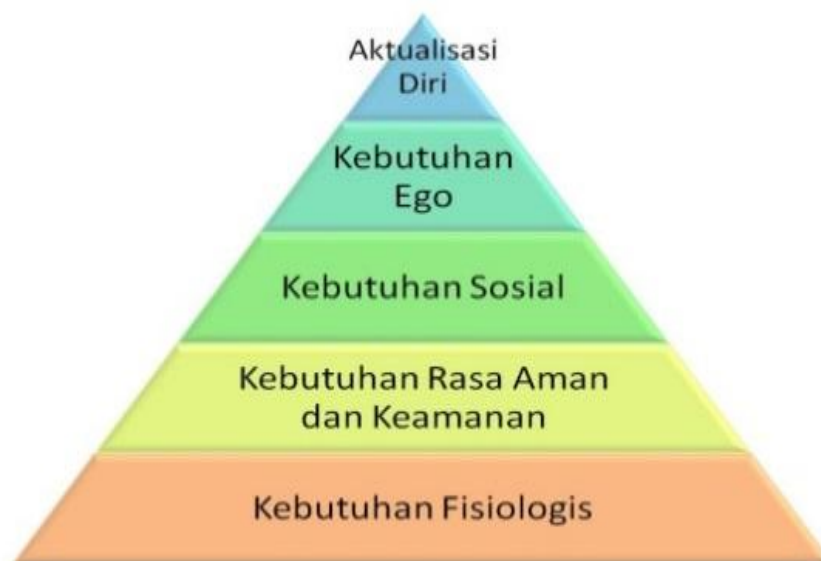 Aktualisasi
Diri
Kebutuhan
Ego
Kebutuhan Sosial
Kebutuhan Rasa Aman
dan Keamanan
Kebutuhan Fisiologis